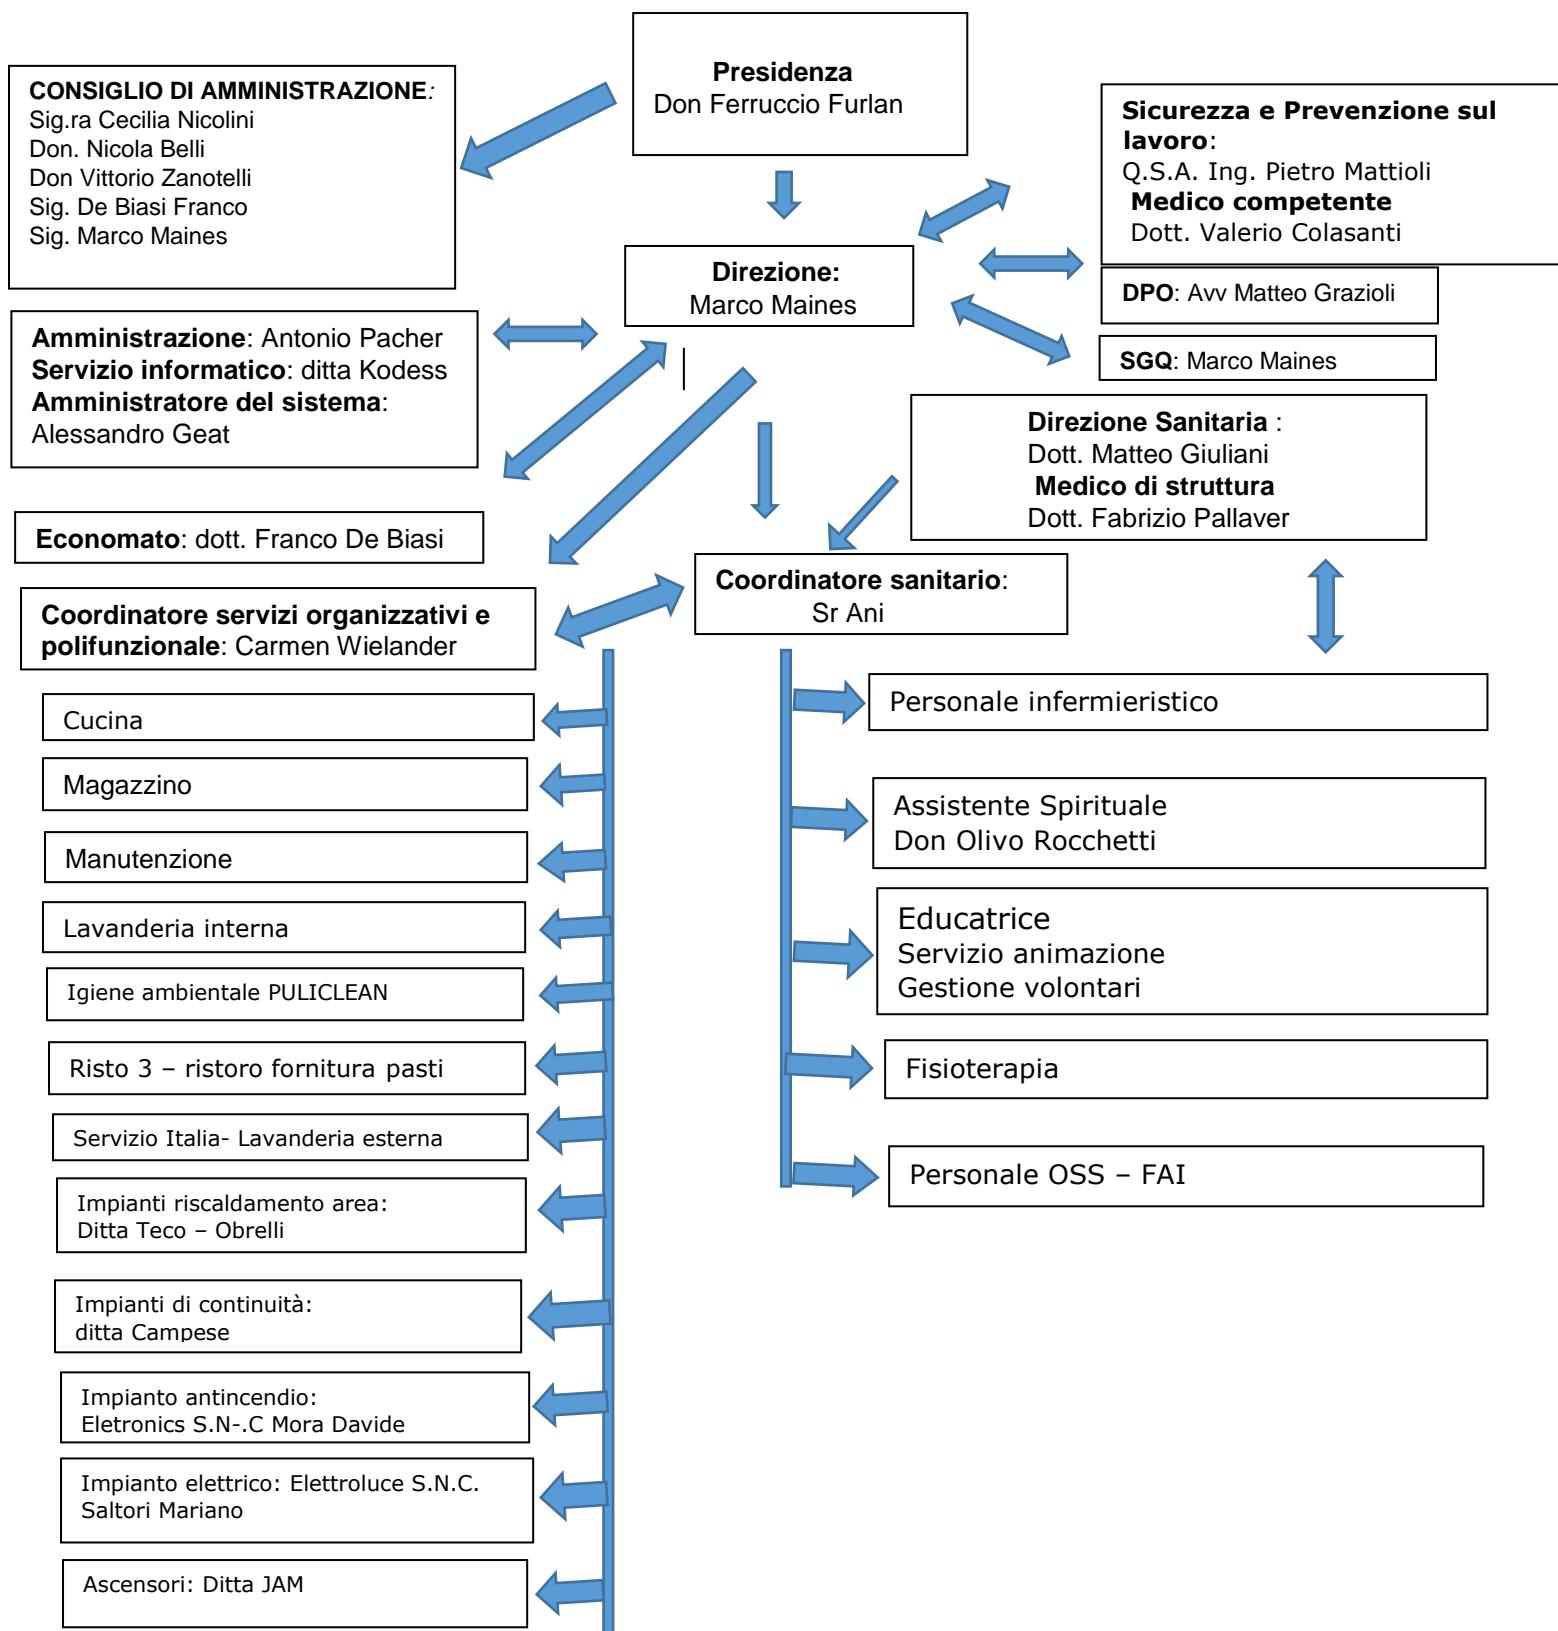 Presidenza
Don Ferruccio Furlan
CONSIGLIO DI AMMINISTRAZIONE:
Sig.ra Cecilia Nicolini
Don. Nicola Belli
Don Vittorio Zanotelli
Sig. De Biasi Franco
Sig. Marco Maines
Sicurezza e Prevenzione sul
lavoro:
Q.S.A. Ing. Pietro Mattioli
Medico competente
Dott. Valerio Colasanti
Direzione:
Marco Maines
DPO: Avv Matteo Grazioli
SGQ: Marco Maines
Amministrazione: Antonio Pacher
Servizio informatico: ditta Kodess
Amministratore del sistema:
Alessandro Geat
Direzione Sanitaria :
Dott. Matteo Giuliani
Medico di struttura
Dott. Fabrizio Pallaver
Economato: dott. Franco De Biasi
Coordinatore sanitario:
Sr Ani
Coordinatore servizi organizzativi e
polifunzionale: Carmen Wielander
Cucina
Magazzino
Manutenzione
Lavanderia interna
Igiene ambientale PULICLEAN
Risto 3 – ristoro fornitura pasti
Servizio Italia- Lavanderia esterna
Impianti riscaldamento area:
Ditta Teco – Obrelli
Impianti di continuità:
ditta Campese
Impianto antincendio:
Eletronics S.N-.C Mora Davide
Impianto elettrico: Elettroluce S.N.C.
Saltori Mariano
Ascensori: Ditta JAM
Personale infermieristico
Assistente Spirituale
Don Olivo Rocchetti
Educatrice
Servizio animazione
Gestione volontari
Fisioterapia
Personale OSS – FAI